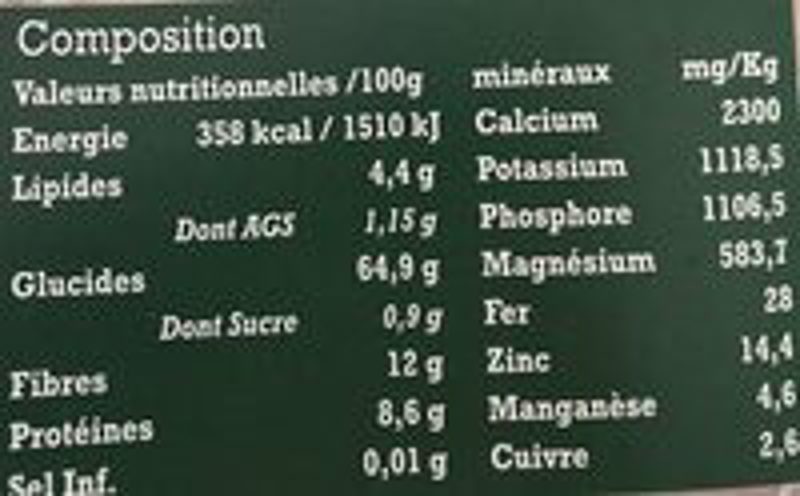 Composition
Valeurs nutritionnelles /100g minéraux mg/Kg
Energie 358 kcal / 1510 kJ Calcium 2300
Lipides 4,4 g Potassium 1118,5
Dont AGS 1,15 g Phosphore 1106,5
Glucides 64,9 g Magnésium 583,7
Dont Sucre 0,9 g Fer 28
Fibres 12 g Zinc 14,4
Protéines 8,6 g Manganèse 4,6
Sel Inf. 0,01 g Cuivre 2,6